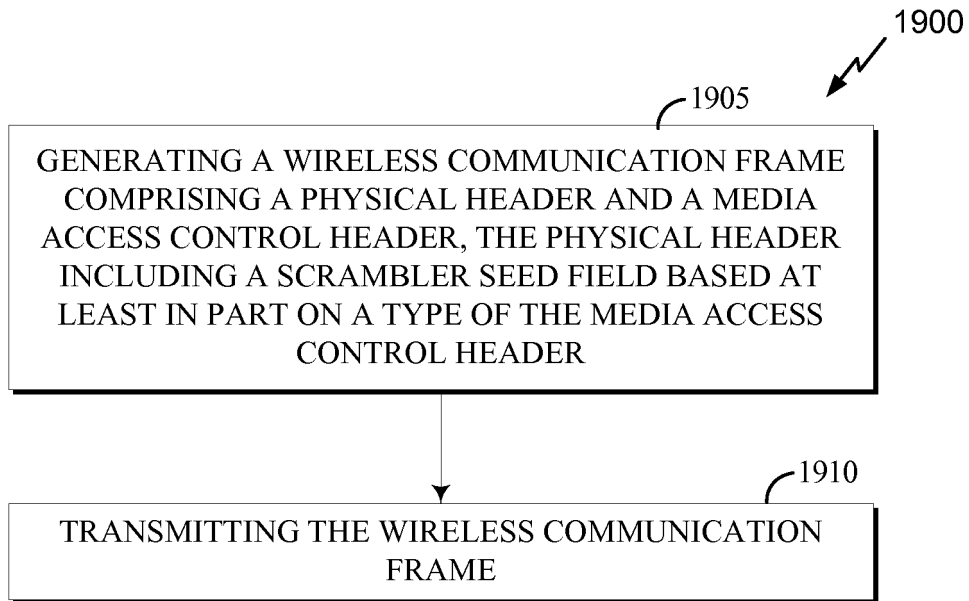 1900
1905
GENERATING A WIRELESS COMMUNICATION FRAME
COMPRISING A PHYSICAL HEADER AND A MEDIA
ACCESS CONTROL HEADER, THE PHYSICAL HEADER
INCLUDING A SCRAMBLER SEED FIELD BASED AT
LEAST IN PART ON A TYPE OF THE MEDIA ACCESS
CONTROL HEADER
1910
TRANSMITTING THE WIRELESS COMMUNICATION
FRAME